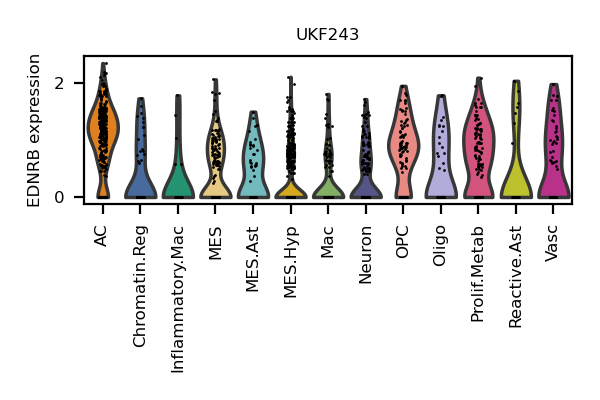 UKF243
EDNRB expression
2
0
AC
Chromatin.Reg
Inflammatory.Mac
MES
MES.Ast
MES.Hyp
Mac
Neuron
OPC
Oligo
Prolif.Metab
Reactive.Ast
Vasc